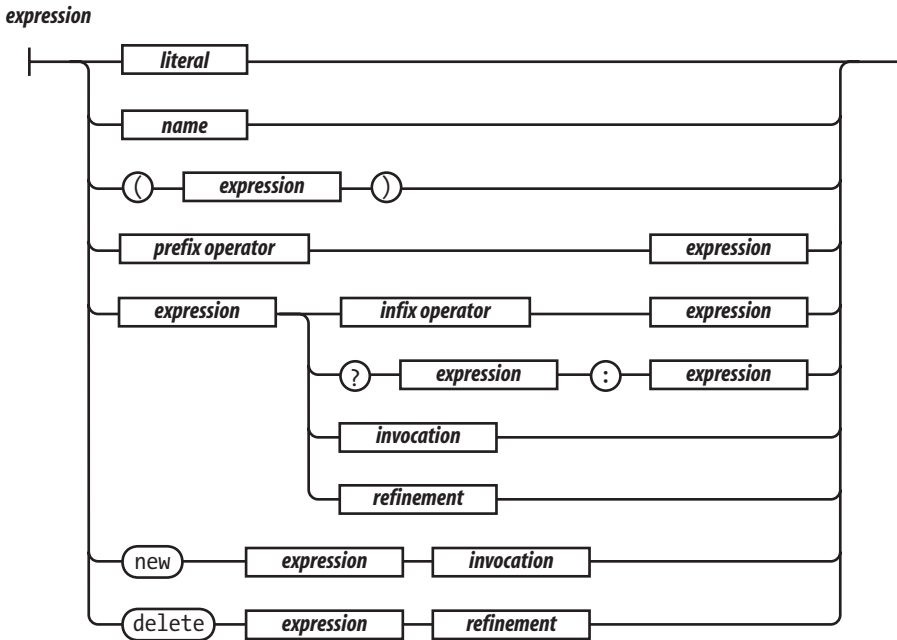 expression
literal
name
( expression )
prefix operator expression
expression infix operator expression
? expression : expression
invocation
refinement
new expression invocation
delete expression refinement